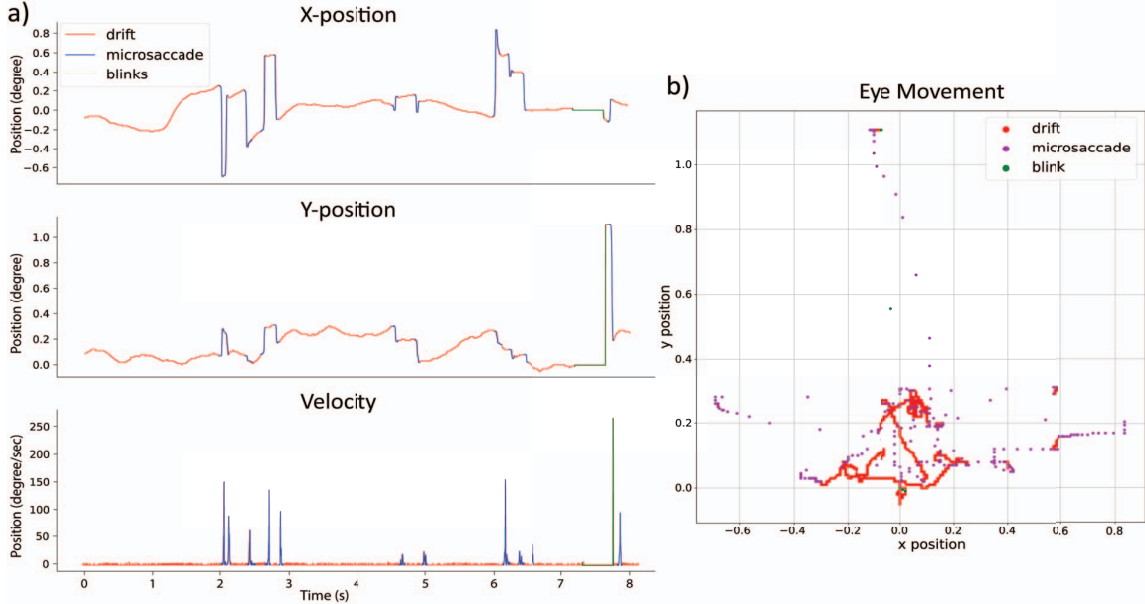 a)
X-position
drift
microsaccade
blinks
Position (degree)
0.8
0.6
0.4
0.2
0.0
−0.2
−0.4
−0.6
Y-position
Position (degree)
1.0
0.8
0.6
0.4
0.2
0.0
Velocity
Position (degree/sec)
250
200
150
100
50
0
0 1 2 3 4 5 6 7 8
Time (s)
b)
Eye Movement
drift
microsaccade
blink
y position
1.0
0.8
0.6
0.4
0.2
0.0
−0.6 −0.4 −0.2 0.0 0.2 0.4 0.6 0.8
x position